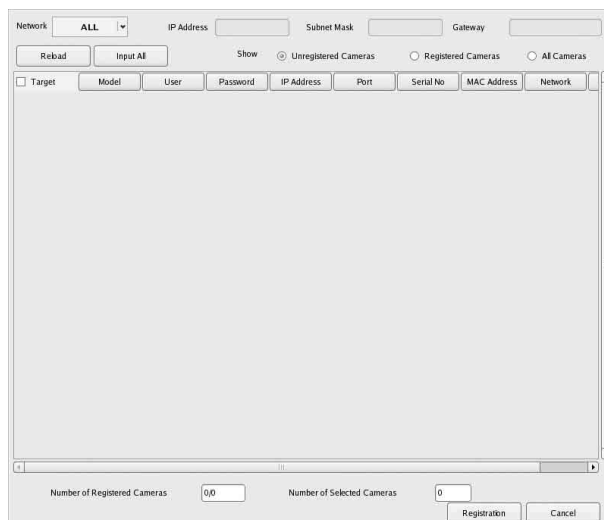 Network ALL IP Address Subnet Mask Gateway
Reload Input All Show Unregistered Cameras Registered Cameras All Cameras
Target Model User Password IP Address Port Serial No MAC Address Network
Number of Registered Cameras 0/0 Number of Selected Cameras 0
Registration Cancel